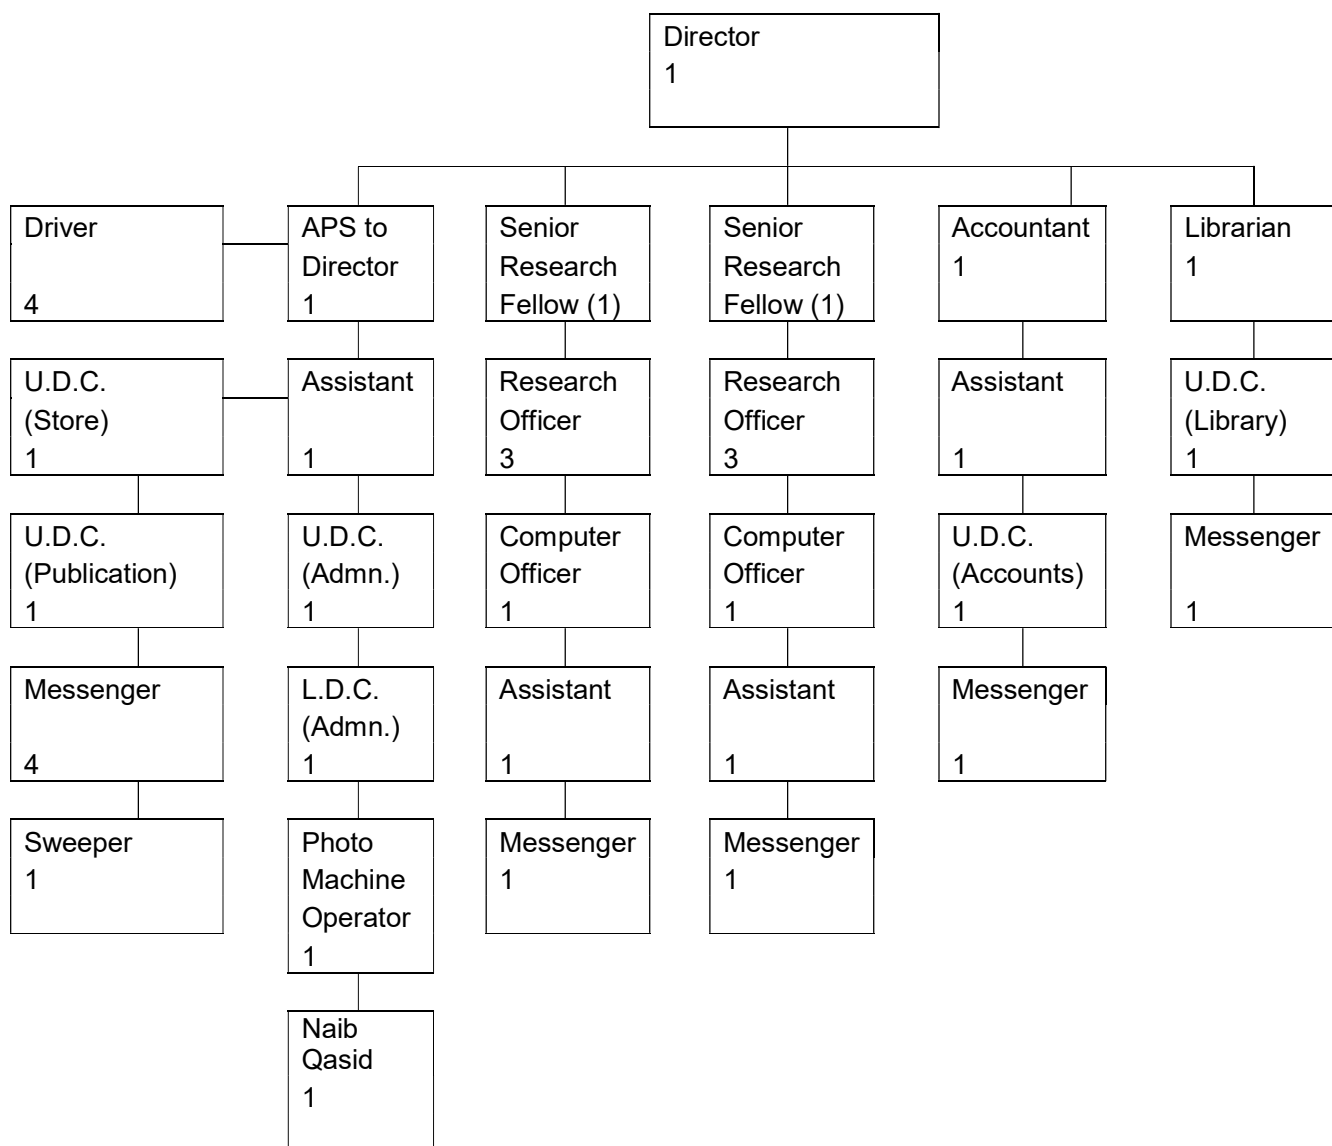 Director
1
Driver
4
APS to
Director
1
Senior
Research
Fellow (1)
Senior
Research
Fellow (1)
Accountant
1
Librarian
1
U.D.C.
(Store)
1
Assistant
1
Research
Officer
3
Research
Officer
3
Assistant
1
U.D.C.
(Library)
1
U.D.C.
(Publication)
1
U.D.C.
(Admn.)
1
Computer
Officer
1
Computer
Officer
1
U.D.C.
(Accounts)
1
Messenger
1
Messenger
4
L.D.C.
(Admn.)
1
Assistant
1
Assistant
1
Messenger
1
Sweeper
1
Photo
Machine
Operator
1
Messenger
1
Messenger
1
Naib
Qasid
1